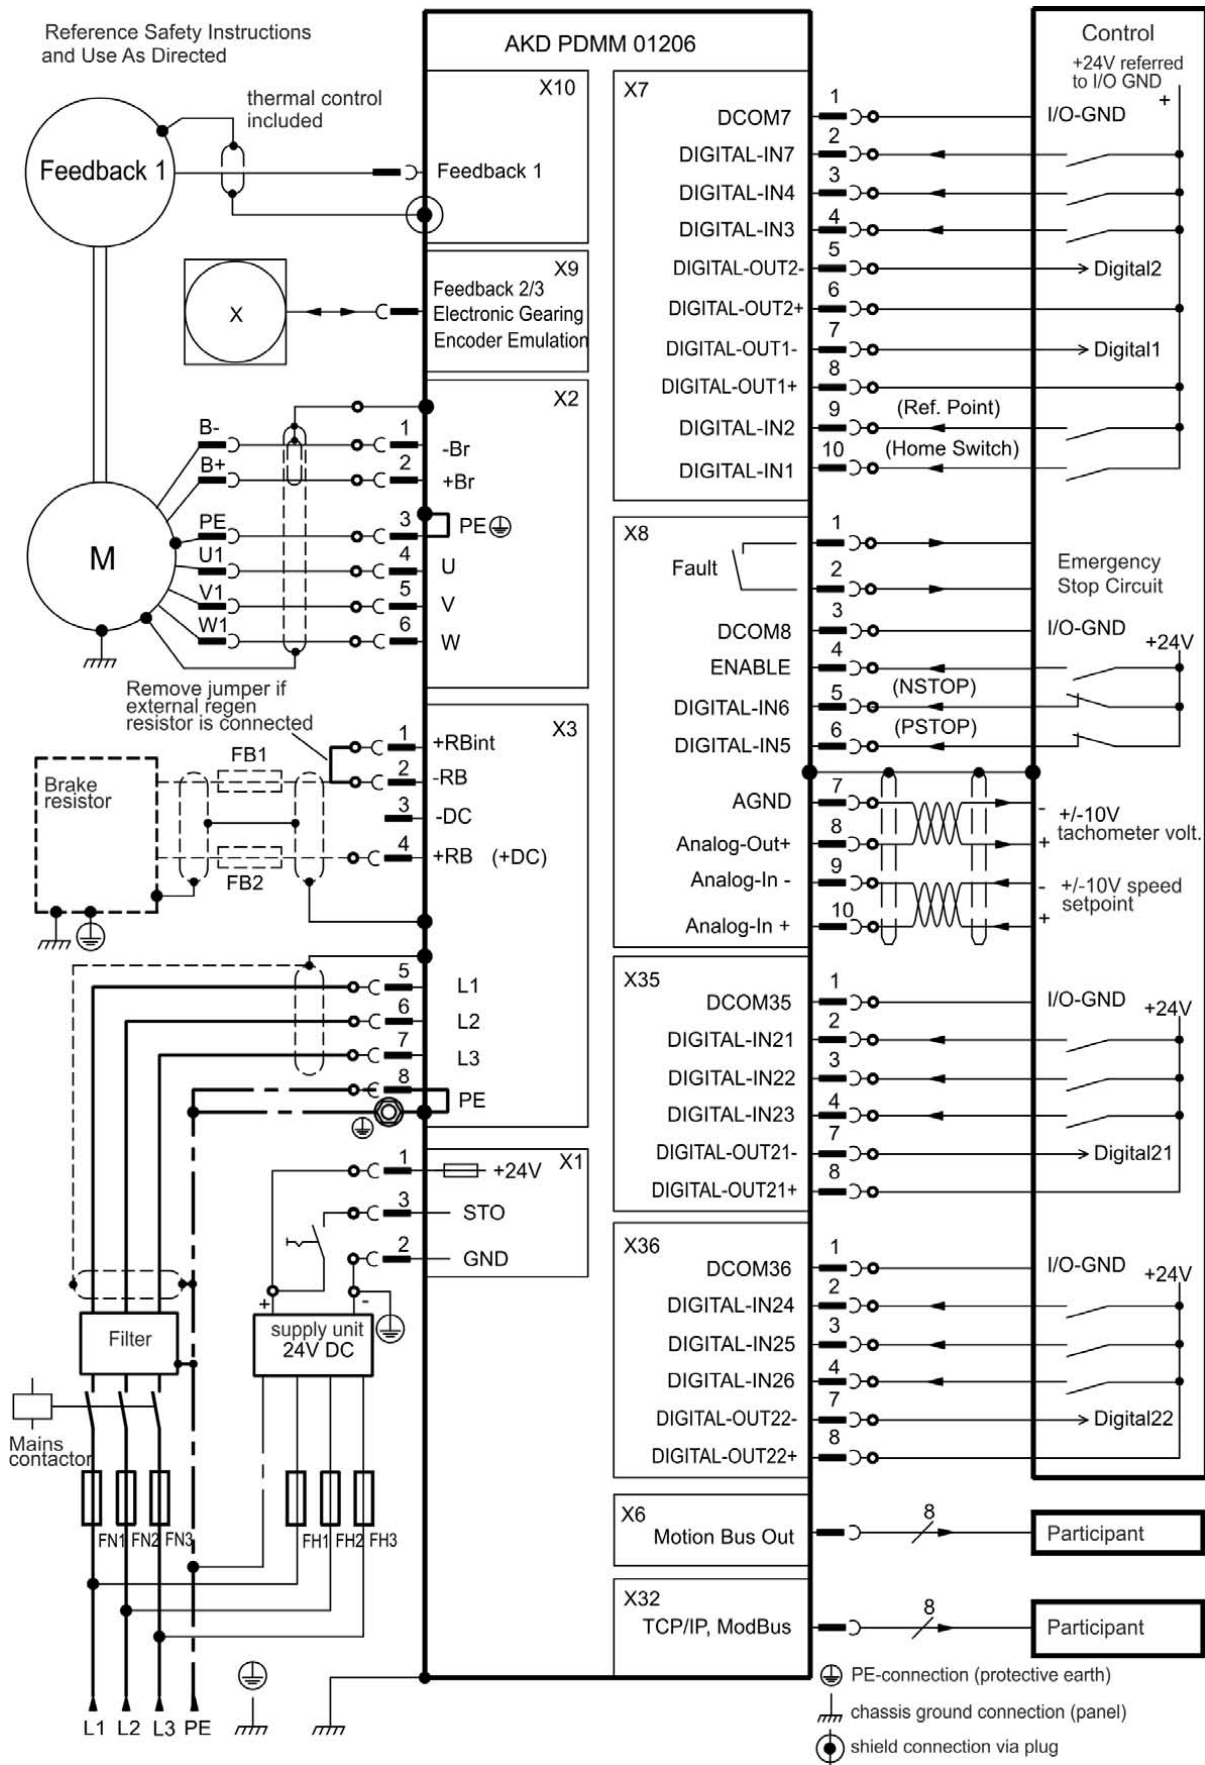 Reference Safety Instructions
and Use As Directed
AKD PDMM 01206
Feedback 1
thermal control
included
X10
Feedback 1
X
X9
Feedback 2/3
Electronic Gearing
Encoder Emulation
X2
B-
1
-Br
B+
2
+Br
PE
3
PE
M
U1
4
U
V1
5
V
W1
6
W
Remove jumper if
external regen
resistor is connected
X3
1
+RBint
FB1
2
-RB
Brake
resistor
3
-DC
4
+RB (+DC)
FB2
5
L1
6
L2
7
L3
8
PE
X1
1
+24V
3
STO
2
GND
+
-
Filter
supply unit
24V DC
Mains
contactor
FN1
FN2
FN3
FH1
FH2
FH3
L1
L2
L3
PE
Control
+24V referred
to I/O GND
+
X7
1
DCOM7
I/O-GND
2
DIGITAL-IN7
3
DIGITAL-IN4
4
DIGITAL-IN3
5
DIGITAL-OUT2-
Digital2
6
DIGITAL-OUT2+
7
DIGITAL-OUT1-
Digital1
8
DIGITAL-OUT1+
9
(Ref. Point)
DIGITAL-IN2
10
(Home Switch)
DIGITAL-IN1
X8
1
Fault
2
Emergency
Stop Circuit
3
DCOM8
I/O-GND
+24V
4
ENABLE
(NSTOP)
5
DIGITAL-IN6
(PSTOP)
6
DIGITAL-IN5
7
AGND
-
+/-10V
tachometer volt.
8
Analog-Out+
+
9
Analog-In -
-
+/-10V speed
setpoint
10
Analog-In +
+
X35
1
DCOM35
I/O-GND
+24V
2
DIGITAL-IN21
3
DIGITAL-IN22
4
DIGITAL-IN23
7
DIGITAL-OUT21-
Digital21
8
DIGITAL-OUT21+
X36
1
DCOM36
I/O-GND
+24V
2
DIGITAL-IN24
3
DIGITAL-IN25
4
DIGITAL-IN26
7
DIGITAL-OUT22-
Digital22
8
DIGITAL-OUT22+
X6
Motion Bus Out
8
Participant
X32
TCP/IP, ModBus
8
Participant
PE-connection (protective earth)
chassis ground connection (panel)
shield connection via plug